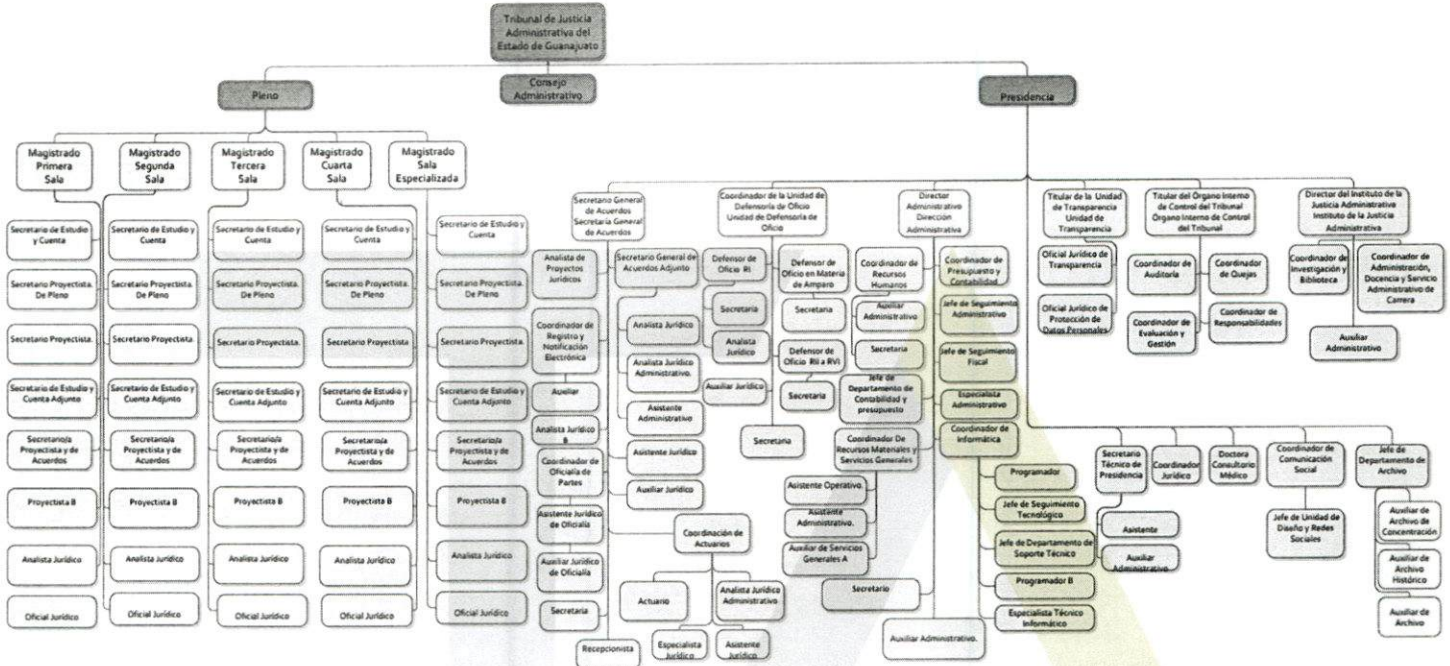 Tribunal de Justicia
Administrativa del
Estado de Guanajuato
Pleno
Consejo
Administrativo
Presidencia
Magistrado
Primera
Sala
Magistrado
Segunda
Sala
Magistrado
Tercera
Sala
Magistrado
Cuarta
Sala
Magistrado
Sala
Especializada
Secretario de Estudio
y Cuenta
Secretario Proyectista.
De Pleno
Secretario Proyectista.
Secretario de Estudio y
Cuenta Adjunto
Secretario/a
Proyectista y de
Acuerdos
Proyectista B
Analista Jurídico
Oficial Jurídico
Secretario de Estudio y
Cuenta
Secretario Proyectista.
De Pleno
Secretario Proyectista.
Secretario de Estudio y
Cuenta Adjunto
Secretario/a
Proyectista y de
Acuerdos
Proyectista B
Analista Jurídico
Oficial Jurídico
Secretario de Estudio y
Cuenta
Secretario Proyectista.
De Pleno
Secretario Proyectista.
Secretario de Estudio y
Cuenta Adjunto
Secretario/a
Proyectista y de
Acuerdos
Proyectista B
Analista Jurídico
Oficial Jurídico
Secretario de Estudio y
Cuenta
Secretario Proyectista.
De Pleno
Secretario Proyectista.
Secretario de Estudio y
Cuenta Adjunto
Secretario/a
Proyectista y de
Acuerdos
Proyectista B
Analista Jurídico
Oficial Jurídico
Secretario de Estudio y
Cuenta
Secretario Proyectista.
De Pleno
Secretario Proyectista.
Secretario de Estudio y
Cuenta Adjunto
Secretario/a
Proyectista y de
Acuerdos
Proyectista B
Analista Jurídico
Oficial Jurídico
Secretario General
de Acuerdos
Secretaría General
de Acuerdos
Analista de
Proyectos
Jurídicos
Coordinador de
Registro y
Notificación
Electrónica
Auxiliar
Analista Jurídico
B
Coordinador de
Oficialía de
Partes
Asistente Jurídico
de Oficialía
Auxiliar Jurídico
de Oficialía
Secretaria
Recepcionista
Secretario General de
Acuerdos Adjunto
Analista Jurídico
Analista Jurídico
Administrativo.
Asistente
Administrativo
Asistente Jurídico
Auxiliar Jurídico
Coordinación de
Actuarios
Actuario
Analista Jurídico
Administrativo
Especialista
Jurídico
Asistente
Jurídico
Coordinador de la Unidad de
Defensoría de Oficio
Unidad de Defensoría de
Oficio
Defensor de
Oficio RI
Secretaria
Analista
Jurídico
Auxiliar Jurídico
Defensor de
Oficio en Materia
de Amparo
Secretaria
Defensor de
Oficio RII a RVI
Secretaria
Secretaria
Director
Administrativo
Dirección
Administrativa
Coordinador de
Recursos
Humanos
Auxiliar
Administrativo
Secretaria
Jefe de
Departamento de
Contabilidad y
presupuesto
Coordinador De
Recursos Materiales y
Servicios Generales
Asistente Operativo.
Asistente
Administrativo.
Auxiliar de Servicios
Generales A
Secretario
Coordinador de
Presupuesto y
Contabilidad
Jefe de Seguimiento
Administrativo
Jefe de Seguimiento
Fiscal
Especialista
Administrativo
Coordinador de
Informática
Programador
Jefe de Seguimiento
Tecnológico
Jefe de Departamento de
Soporte Técnico
Programador B
Especialista Técnico
Informático
Auxiliar Administrativo.
Titular de la Unidad
de Transparencia
Unidad de
Transparencia
Oficial Jurídico de
Transparencia
Oficial Jurídico de
Protección de
Datos Personales
Titular del Órgano Interno
de Control del Tribunal
Órgano Interno de Control
del Tribunal
Coordinador de
Auditoría
Coordinador
de Quejas
Coordinador de
Evaluación y
Gestión
Coordinador de
Responsabilidades
Director del Instituto de la
Justicia Administrativa
Instituto de la Justicia
Administrativa
Coordinador de
Investigación y
Biblioteca
Coordinador de
Administración,
Docencia y Servicio
Administrativo de
Carrera
Auxiliar
Administrativo
Secretario
Técnico de
Presidencia
Asistente
Auxiliar
Administrativo
Coordinador
Jurídico
Doctora
Consultorio
Médico
Coordinador de
Comunicación
Social
Jefe de Unidad de
Diseño y Redes
Sociales
Jefe de
Departamento de
Archivo
Auxiliar de
Archivo de
Concentración
Auxiliar de
Archivo
Histórico
Auxiliar de
Archivo